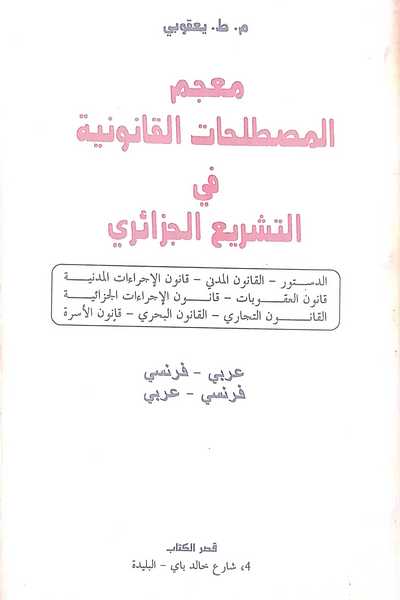 م. ط. يعقوبي
معجم
المصطلحات القانونية
في
التشريع الجزائري
الدستور - القانون المدني - قانون الإجراءات المدنية
قانون العقوبات - قانون الإجراءات الجزائية
القانون التجاري - القانون البحري - قانون الأسرة
عربي - فرنسي
فرنسي - عربي
قصر الكتاب
4، شارع خالد باي - البليدة